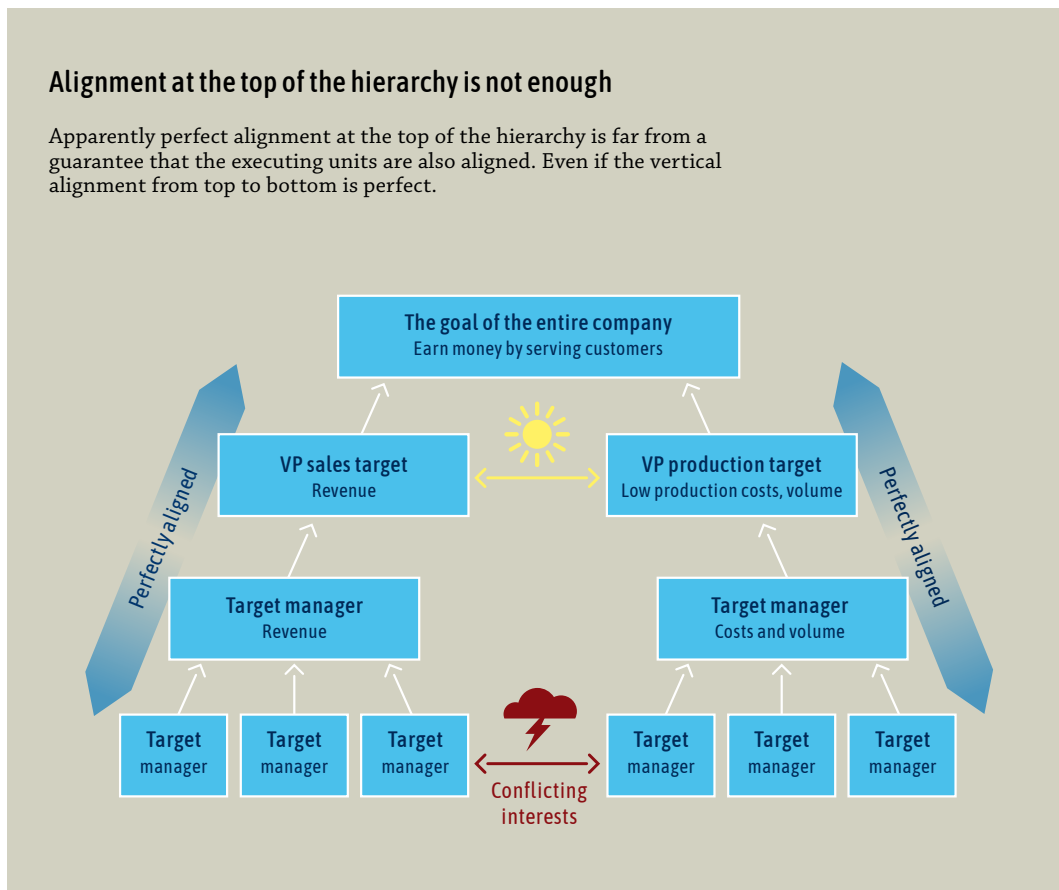 Alignment at the top of the hierarchy is not enough
Apparently perfect alignment at the top of the hierarchy is far from a
guarantee that the executing units are also aligned. Even if the vertical
alignment from top to bottom is perfect.
The goal of the entire company
Earn money by serving customers
VP sales target
Revenue
VP production target
Low production costs, volume
Perfectly aligned
Perfectly aligned
Target manager
Revenue
Target manager
Costs and volume
Target
manager
Target
manager
Target
manager
Conflicting
interests
Target
manager
Target
manager
Target
manager